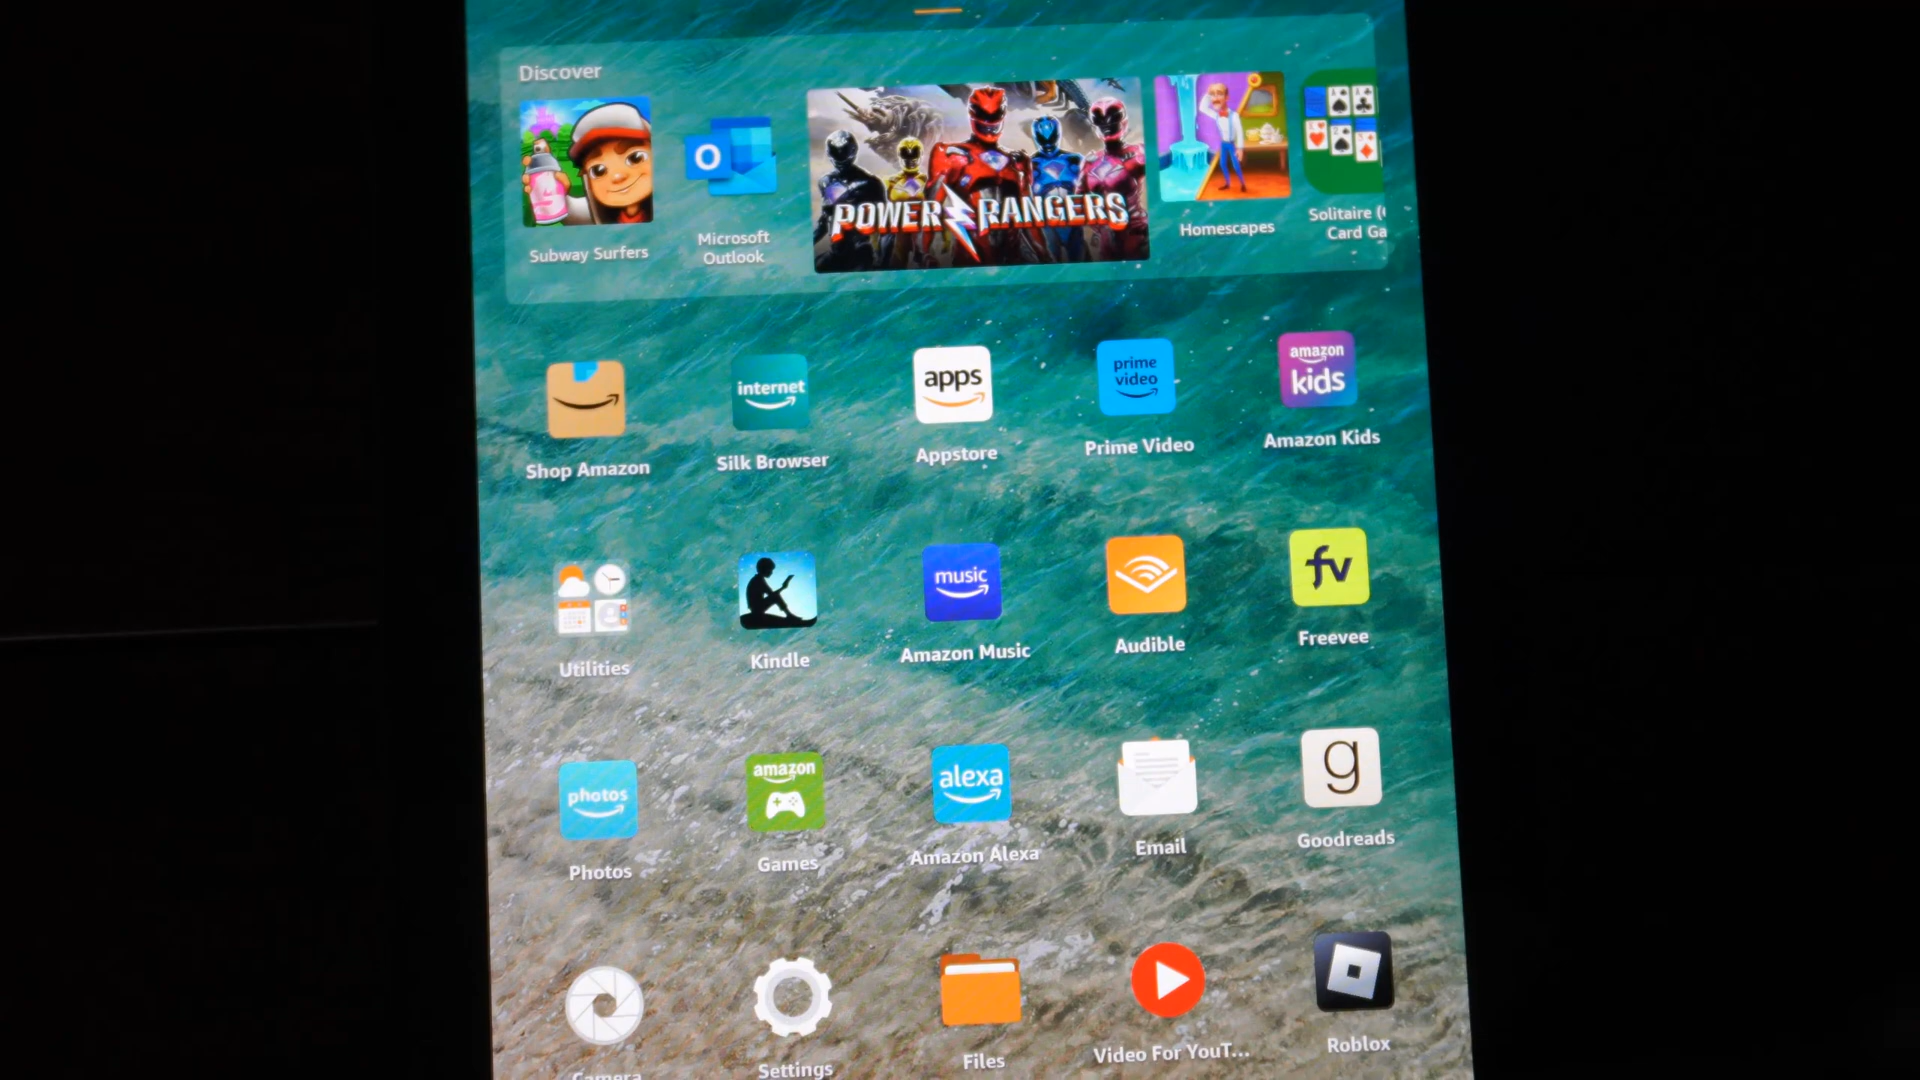 Discover
Subway Surfers
O
Microsoft
Outlook
POWER RANGERS
Homescapes
Solitaire (
Card Ga
Shop Amazon
internet
Silk Browser
apps
Appstore
prime
video
Prime Video
amazon
kids
Amazon Kids
Utilities
Kindle
music
Amazon Music
Audible
fv
Freevee
photos
Photos
amazon
Games
alexa
Amazon Alexa
Email
g
Goodreads
Camera
Settings
Files
Video For YouT...
Roblox